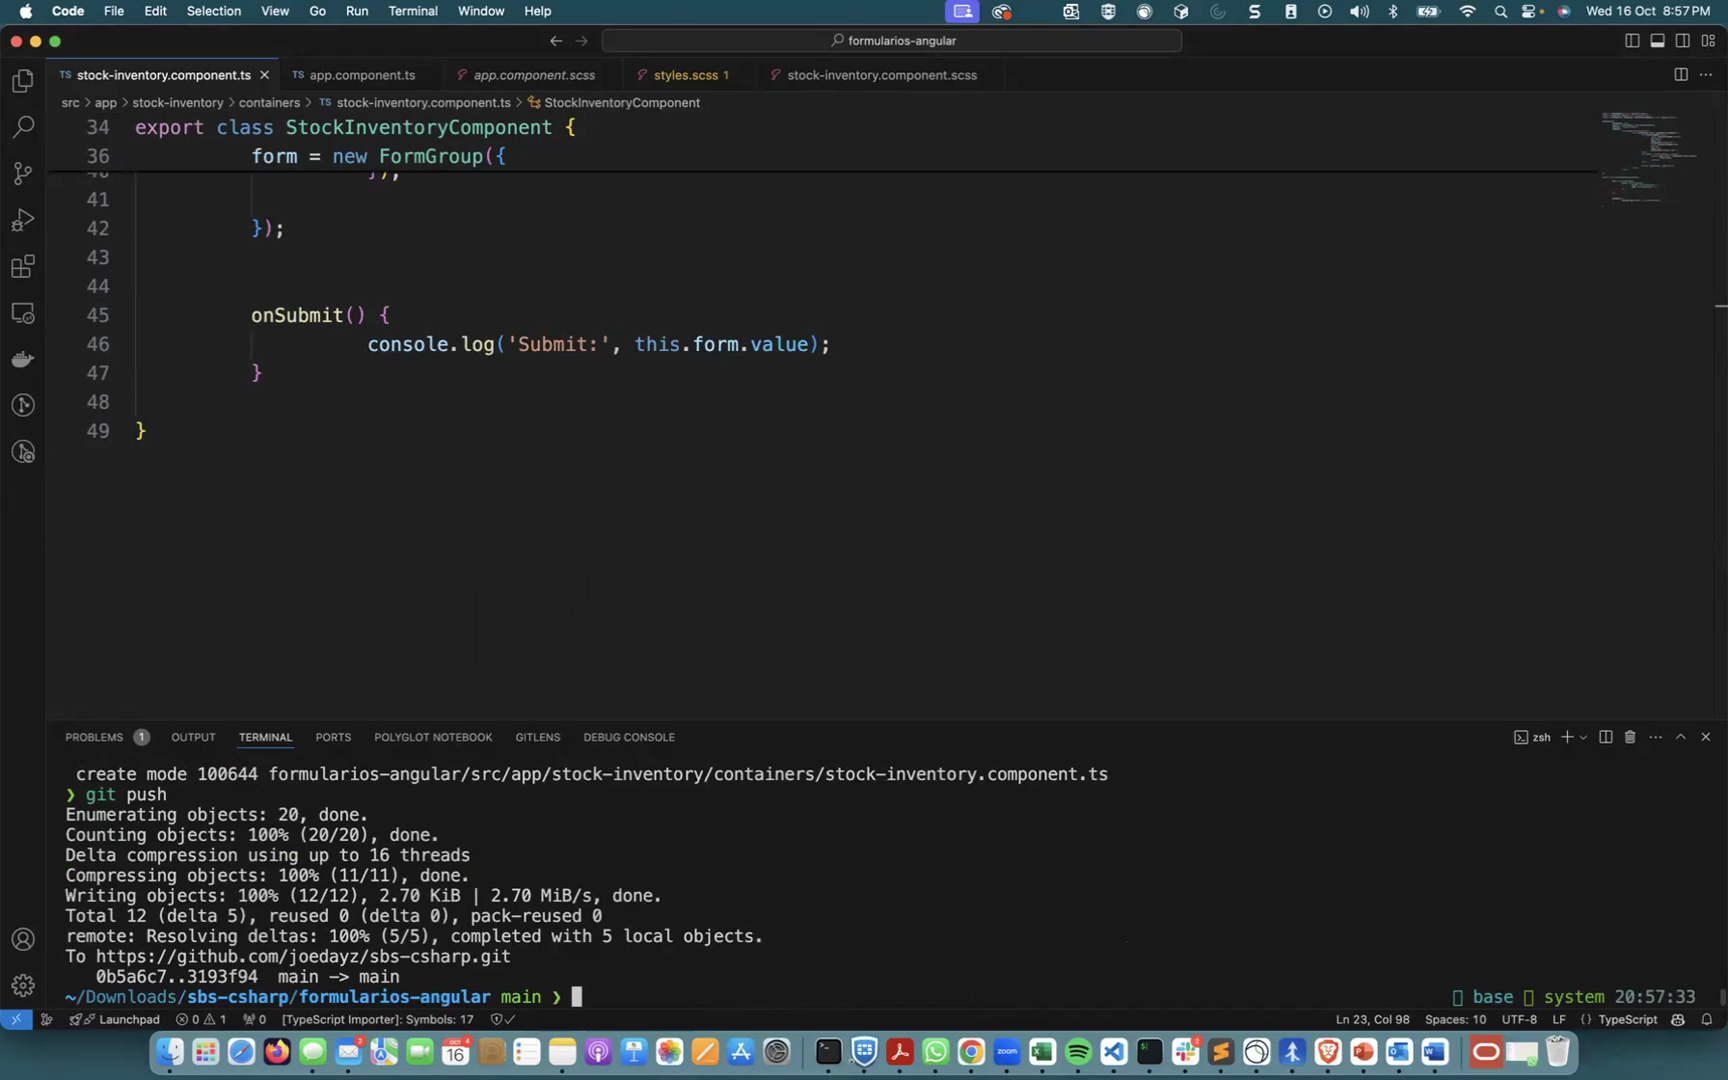 Code File Edit Selection View Go Run Terminal Window Help Wed 16 Oct 8:57 PM
formularios-angular
TS stock-inventory.component.ts TS app.component.ts app.component.scss styles.scss 1 stock-inventory.component.scss
src > app > stock-inventory > containers > TS stock-inventory.component.ts > StockInventoryComponent
34 export class StockInventoryComponent {
36 form = new FormGroup({
40 }),
41
42 });
43
44
45 onSubmit() {
46 console.log('Submit:', this.form.value);
47 }
48
49 }
PROBLEMS 1 OUTPUT TERMINAL PORTS POLYGLOT NOTEBOOK GITLENS DEBUG CONSOLE zsh
create mode 100644 formularios-angular/src/app/stock-inventory/containers/stock-inventory.component.ts
❯ git push
Enumerating objects: 20, done.
Counting objects: 100% (20/20), done.
Delta compression using up to 16 threads
Compressing objects: 100% (11/11), done.
Writing objects: 100% (12/12), 2.70 KiB | 2.70 MiB/s, done.
Total 12 (delta 5), reused 0 (delta 0), pack-reused 0
remote: Resolving deltas: 100% (5/5), completed with 5 local objects.
To https://github.com/joedayz/sbs-csharp.git
0b5a6c7..3193f94 main -> main
~/Downloads/sbs-csharp/formularios-angular main ❯ base system 20:57:33
Launchpad 0 1 0 [TypeScript Importer]: Symbols: 17 Ln 23, Col 98 Spaces: 10 UTF-8 LF {} TypeScript